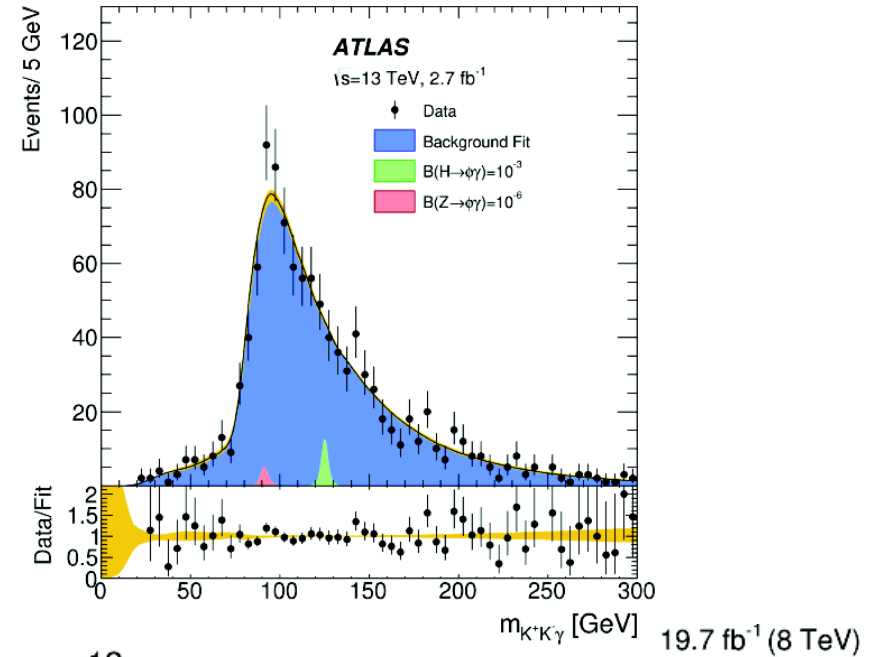 Events/ 5 GeV
120
100
80
60
40
20
ATLAS
√s=13 TeV, 2.7 fb⁻¹
Data
Background Fit
B(H→ϕγ)=10⁻³
B(Z→ϕγ)=10⁻⁶
Data/Fit
2
1.5
1
0.5
0
0 50 100 150 200 250 300
m_K⁺K⁻γ [GeV]
19.7 fb⁻¹ (8 TeV)